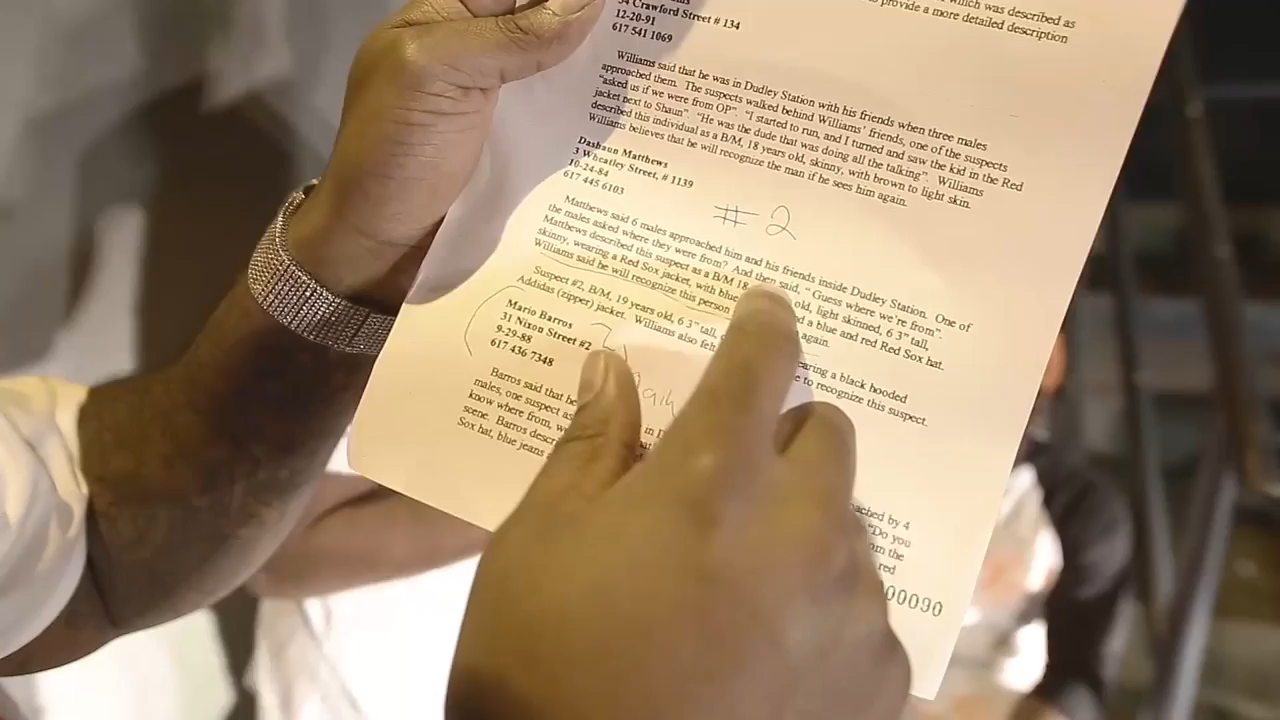 which was described as
provide a more detailed description
34 Crawford Street # 134
12-20-91
617 541 1069
Williams said that he was in Dudley Station with his friends when three males
approached them. The suspects walked behind Williams' friends, one of the suspects
"asked us if we were from OP". "I started to run, and I turned and saw the kid in the Red
jacket next to Shaun". "He was the dude that was doing all the talking". Williams
described this individual as a B/M, 18 years old, skinny, with brown to light skin.
Williams believes that he will recognize the man if he sees him again.
Dashaun Matthews
3 Wheatley Street, # 1139
10-24-84
617 445 6103
# 2
Matthews said 6 males approached him and his friends inside Dudley Station. One of
the males asked where they were from? And then said, " Guess where we're from".
Matthews described this suspect as a B/M 18 old, light skinned, 6 3" tall,
skinny, wearing a Red Sox jacket, with blue d a blue and red Red Sox hat.
Williams said he will recognize this person again.
Suspect #2, B/M, 19 years old, 6 3" tall, earing a black hooded
Addidas (zipper) jacket. Williams also felt e to recognize this suspect.
Mario Barros
31 Nixon Street #2
9-29-88
617 436 7348
Barros said that he in ached by 4
males, one suspect as "Do you
know where from, w om the
scene. Barros descr red
Sox hat, blue jeans
00090